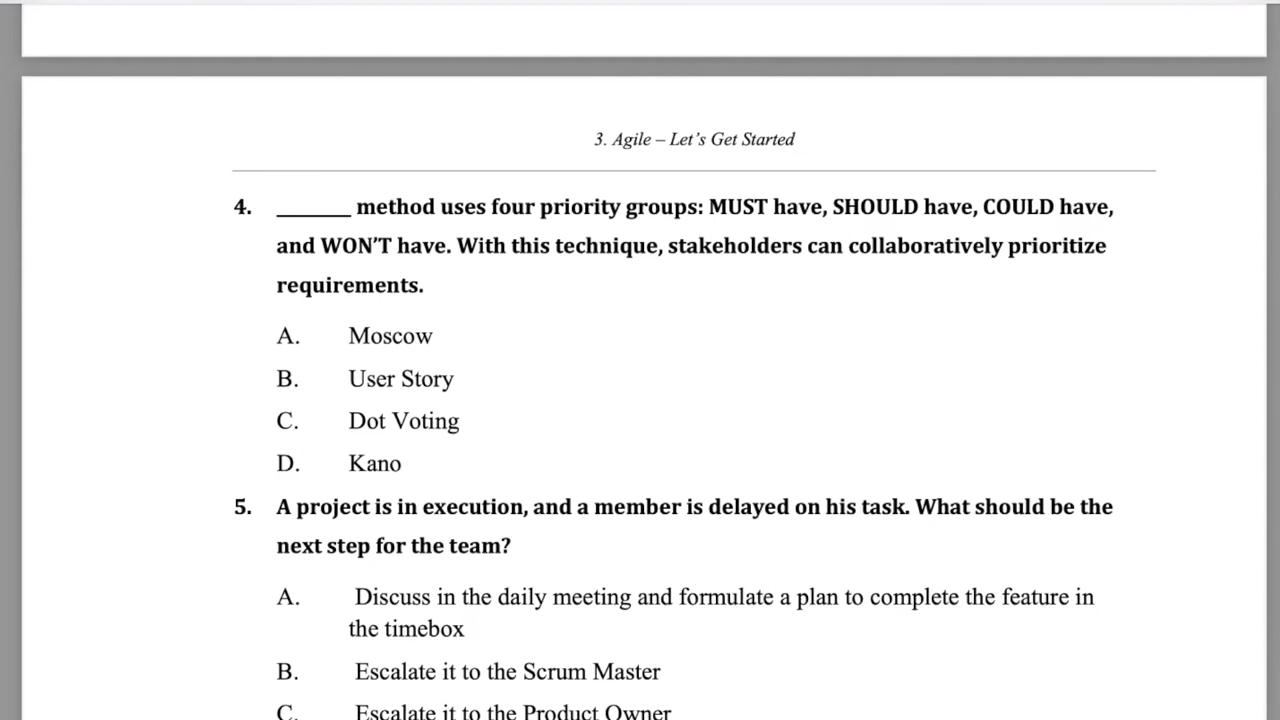 3. Agile – Let’s Get Started
4. _______ method uses four priority groups: MUST have, SHOULD have, COULD have,
and WON’T have. With this technique, stakeholders can collaboratively prioritize
requirements.
A. Moscow
B. User Story
C. Dot Voting
D. Kano
5. A project is in execution, and a member is delayed on his task. What should be the
next step for the team?
A. Discuss in the daily meeting and formulate a plan to complete the feature in
the timebox
B. Escalate it to the Scrum Master
C. Escalate it to the Product Owner